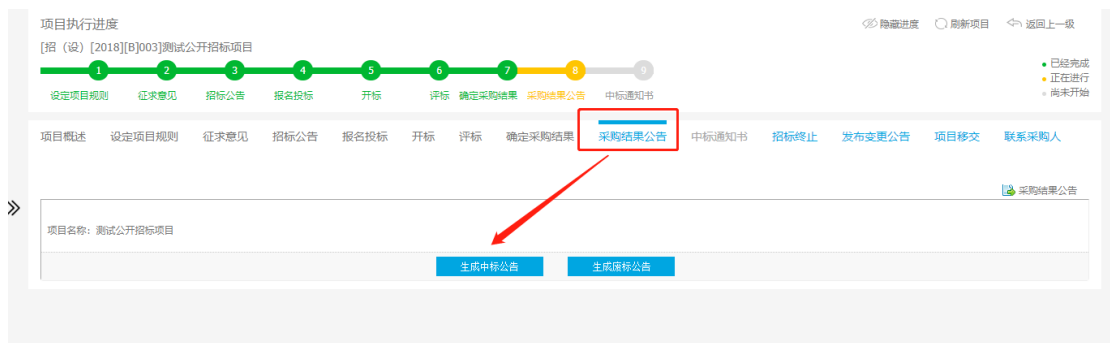 项目执行进度 隐藏进度 刷新项目 返回上一级
[招（设）[2018][B]003]测试公开招标项目
1 2 3 4 5 6 7 8 9
设定项目规则 征求意见 招标公告 报名投标 开标 评标 确定采购结果 采购结果公告 中标通知书
已经完成
正在进行
尚未开始
项目概述 设定项目规则 征求意见 招标公告 报名投标 开标 评标 确定采购结果 采购结果公告 中标通知书 招标终止 发布变更公告 项目移交 联系采购人
采购结果公告
项目名称：测试公开招标项目
生成中标公告 生成废标公告